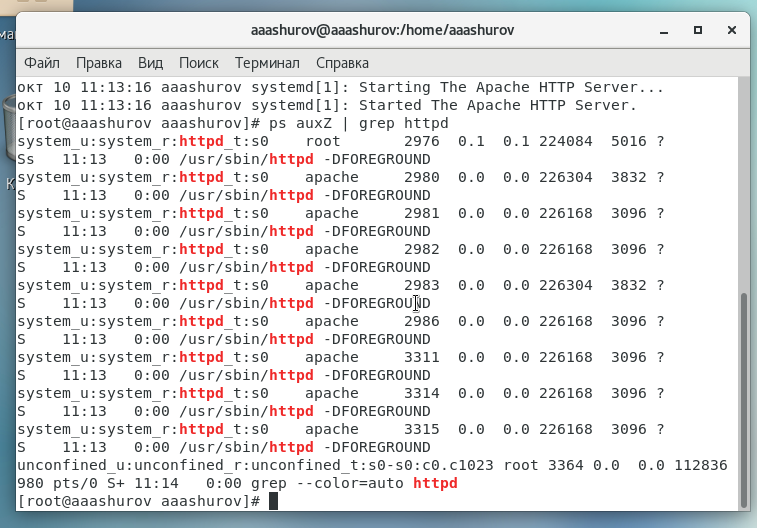 aaashurov@aaashurov:/home/aaashurov
Файл Правка Вид Поиск Терминал Справка
окт 10 11:13:16 aaashurov systemd[1]: Starting The Apache HTTP Server...
окт 10 11:13:16 aaashurov systemd[1]: Started The Apache HTTP Server.
[root@aaashurov aaashurov]# ps auxZ | grep httpd
system_u:system_r:httpd_t:s0    root       2976  0.1  0.1 224084  5016 ?
Ss   11:13   0:00 /usr/sbin/httpd -DFOREGROUND
system_u:system_r:httpd_t:s0    apache     2980  0.0  0.0 226304  3832 ?
S    11:13   0:00 /usr/sbin/httpd -DFOREGROUND
system_u:system_r:httpd_t:s0    apache     2981  0.0  0.0 226168  3096 ?
S    11:13   0:00 /usr/sbin/httpd -DFOREGROUND
system_u:system_r:httpd_t:s0    apache     2982  0.0  0.0 226168  3096 ?
S    11:13   0:00 /usr/sbin/httpd -DFOREGROUND
system_u:system_r:httpd_t:s0    apache     2983  0.0  0.0 226304  3832 ?
S    11:13   0:00 /usr/sbin/httpd -DFOREGROUND
system_u:system_r:httpd_t:s0    apache     2986  0.0  0.0 226168  3096 ?
S    11:13   0:00 /usr/sbin/httpd -DFOREGROUND
system_u:system_r:httpd_t:s0    apache     3311  0.0  0.0 226168  3096 ?
S    11:13   0:00 /usr/sbin/httpd -DFOREGROUND
system_u:system_r:httpd_t:s0    apache     3314  0.0  0.0 226168  3096 ?
S    11:13   0:00 /usr/sbin/httpd -DFOREGROUND
system_u:system_r:httpd_t:s0    apache     3315  0.0  0.0 226168  3096 ?
S    11:13   0:00 /usr/sbin/httpd -DFOREGROUND
unconfined_u:unconfined_r:unconfined_t:s0-s0:c0.c1023 root 3364 0.0  0.0 112836
980 pts/0 S+ 11:14   0:00 grep --color=auto httpd
[root@aaashurov aaashurov]#